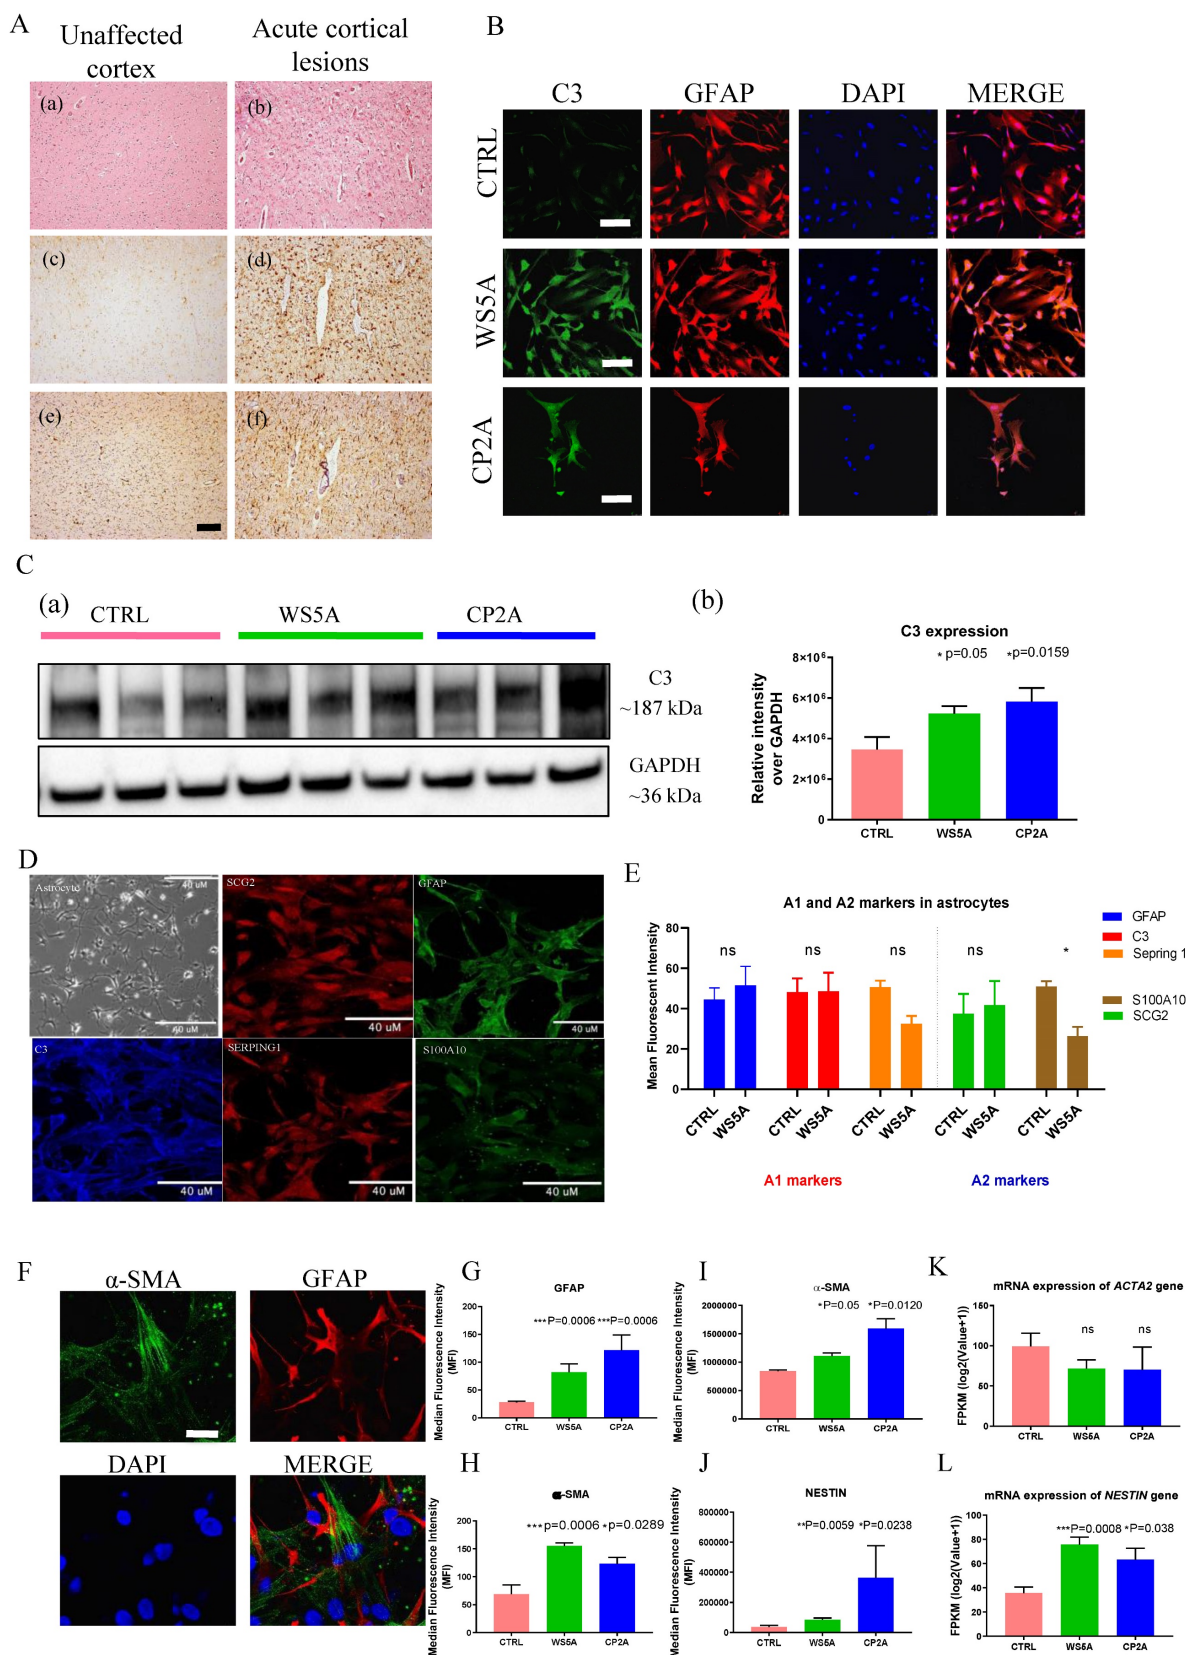 A
Unaffected
cortex
Acute cortical
lesions
(a)
(b)
(c)
(d)
(e)
(f)
B
C3
GFAP
DAPI
MERGE
CTRL
WS5A
CP2A
C
(a)
CTRL
WS5A
CP2A
C3
~187 kDa
GAPDH
~36 kDa
(b)
C3 expression
* p=0.05
*p=0.0159
Relative intensity
over GAPDH
8×10⁶
6×10⁶
4×10⁶
2×10⁶
0
CTRL
WS5A
CP2A
D
Astrocyte
40 uM
60 uM
SCG2
40 uM
GFAP
40 uM
C3
40 uM
SERPING1
40 uM
S100A10
40 uM
E
A1 and A2 markers in astrocytes
Mean Fluorescent Intensity
80
60
40
20
0
ns
ns
ns
ns
*
GFAP
C3
Sepring 1
S100A10
SCG2
CTRL
WS5A
CTRL
WS5A
CTRL
WS5A
CTRL
WS5A
CTRL
WS5A
A1 markers
A2 markers
F
α-SMA
GFAP
DAPI
MERGE
G
GFAP
Median Fluorescence Intensity
(MFI)
200
150
100
50
0
***P=0.0006
***P=0.0006
CTRL
WS5A
CP2A
H
α-SMA
Median Fluorescence Intensity
(MFI)
200
150
100
50
0
***p=0.0006
*p=0.0289
CTRL
WS5A
CP2A
I
α-SMA
Median Fluorescence Intensity
(MFI)
2000000
1500000
1000000
500000
0
*P=0.05
*P=0.0120
CTRL
WS5A
CP2A
J
NESTIN
Median Fluorescence Intensity
(MFI)
800000
600000
400000
200000
0
**P=0.0059
*P=0.0238
CTRL
WS5A
CP2A
K
mRNA expression of ACTA2 gene
FPKM (log2(Value+1))
150
100
50
0
ns
ns
CTRL
WS5A
CP2A
L
mRNA expression of NESTIN gene
FPKM (log2(Value+1))
100
80
60
40
20
0
***P=0.0008
*P=0.038
CTRL
WS5A
CP2A